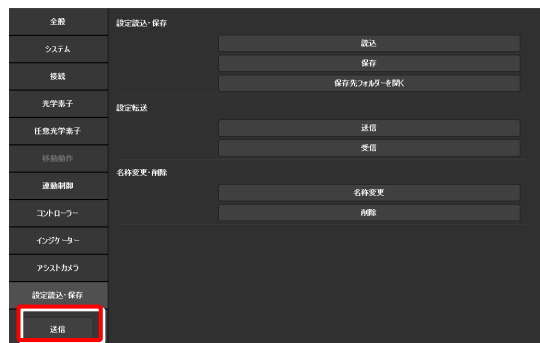 全般
システム
接続
光学素子
任意光学素子
移動動作
連動制御
コントローラー
インジケーター
アシストカメラ
設定読込・保存
送信
設定読込・保存
読込
保存
保存先フォルダーを開く
設定転送
送信
受信
名称変更・削除
名称変更
削除